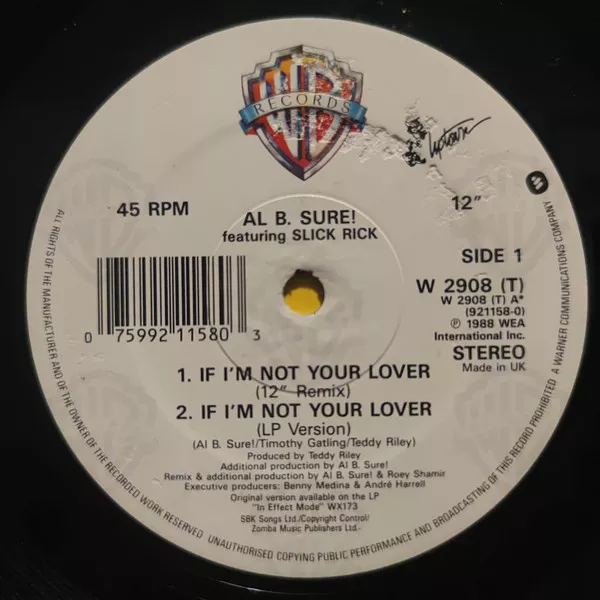 WB
RECORDS
Uptown
45 RPM
AL B. SURE!
featuring SLICK RICK
12"
SIDE 1
W 2908 (T)
W 2908 (T) A*
(921158-0)
℗ 1988 WEA
International Inc.
STEREO
Made in UK
0 75992 11580 3
1. IF I'M NOT YOUR LOVER
(12" Remix)
2. IF I'M NOT YOUR LOVER
(LP Version)
(Al B. Sure!/Timothy Gatling/Teddy Riley)
Produced by Teddy Riley
Additional production by Al B. Sure!
Remix & additional production by Al B. Sure! & Roey Shamir
Executive producers: Benny Medina & André Harrell
Original version available on the LP
"In Effect Mode" WX173
SBK Songs Ltd./Copyright Control/
Zomba Music Publishers Ltd.
ALL RIGHTS OF THE MANUFACTURER AND OF THE OWNER OF THE RECORDED WORK RESERVED UNAUTHORISED COPYING PUBLIC PERFORMANCE AND BROADCASTING OF THIS RECORD PROHIBITED A WARNER COMMUNICATIONS COMPANY